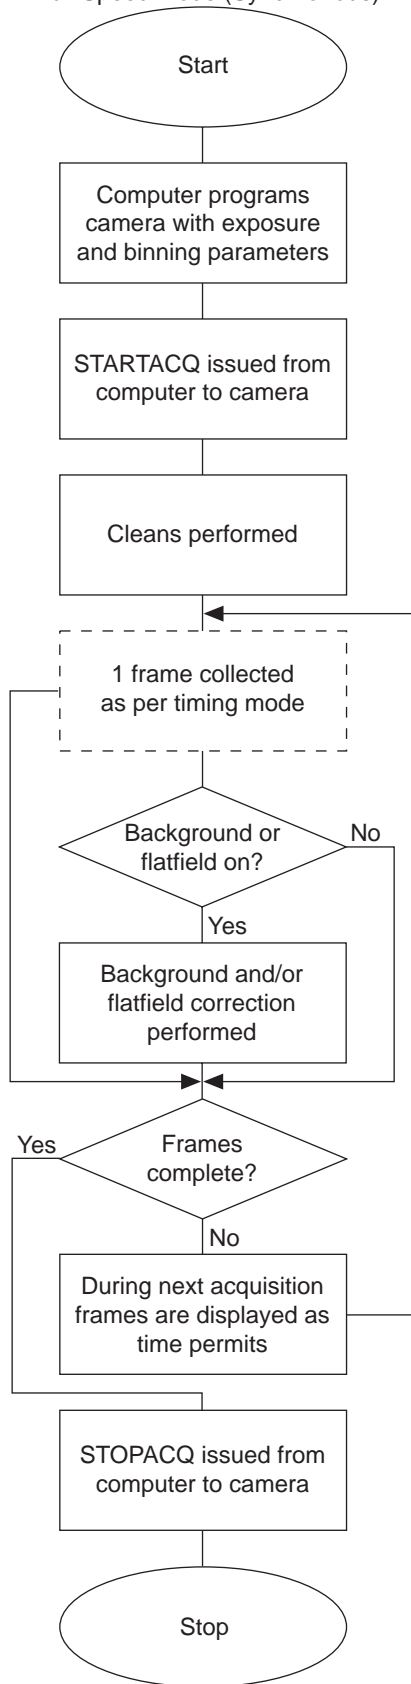 Start
Computer programs
camera with exposure
and binning parameters
STARTACQ issued from
computer to camera
Cleans performed
1 frame collected
as per timing mode
Background or
flatfield on?
No
Yes
Background and/or
flatfield correction
performed
Yes
Frames
complete?
No
During next acquisition
frames are displayed as
time permits
STOPACQ issued from
computer to camera
Stop